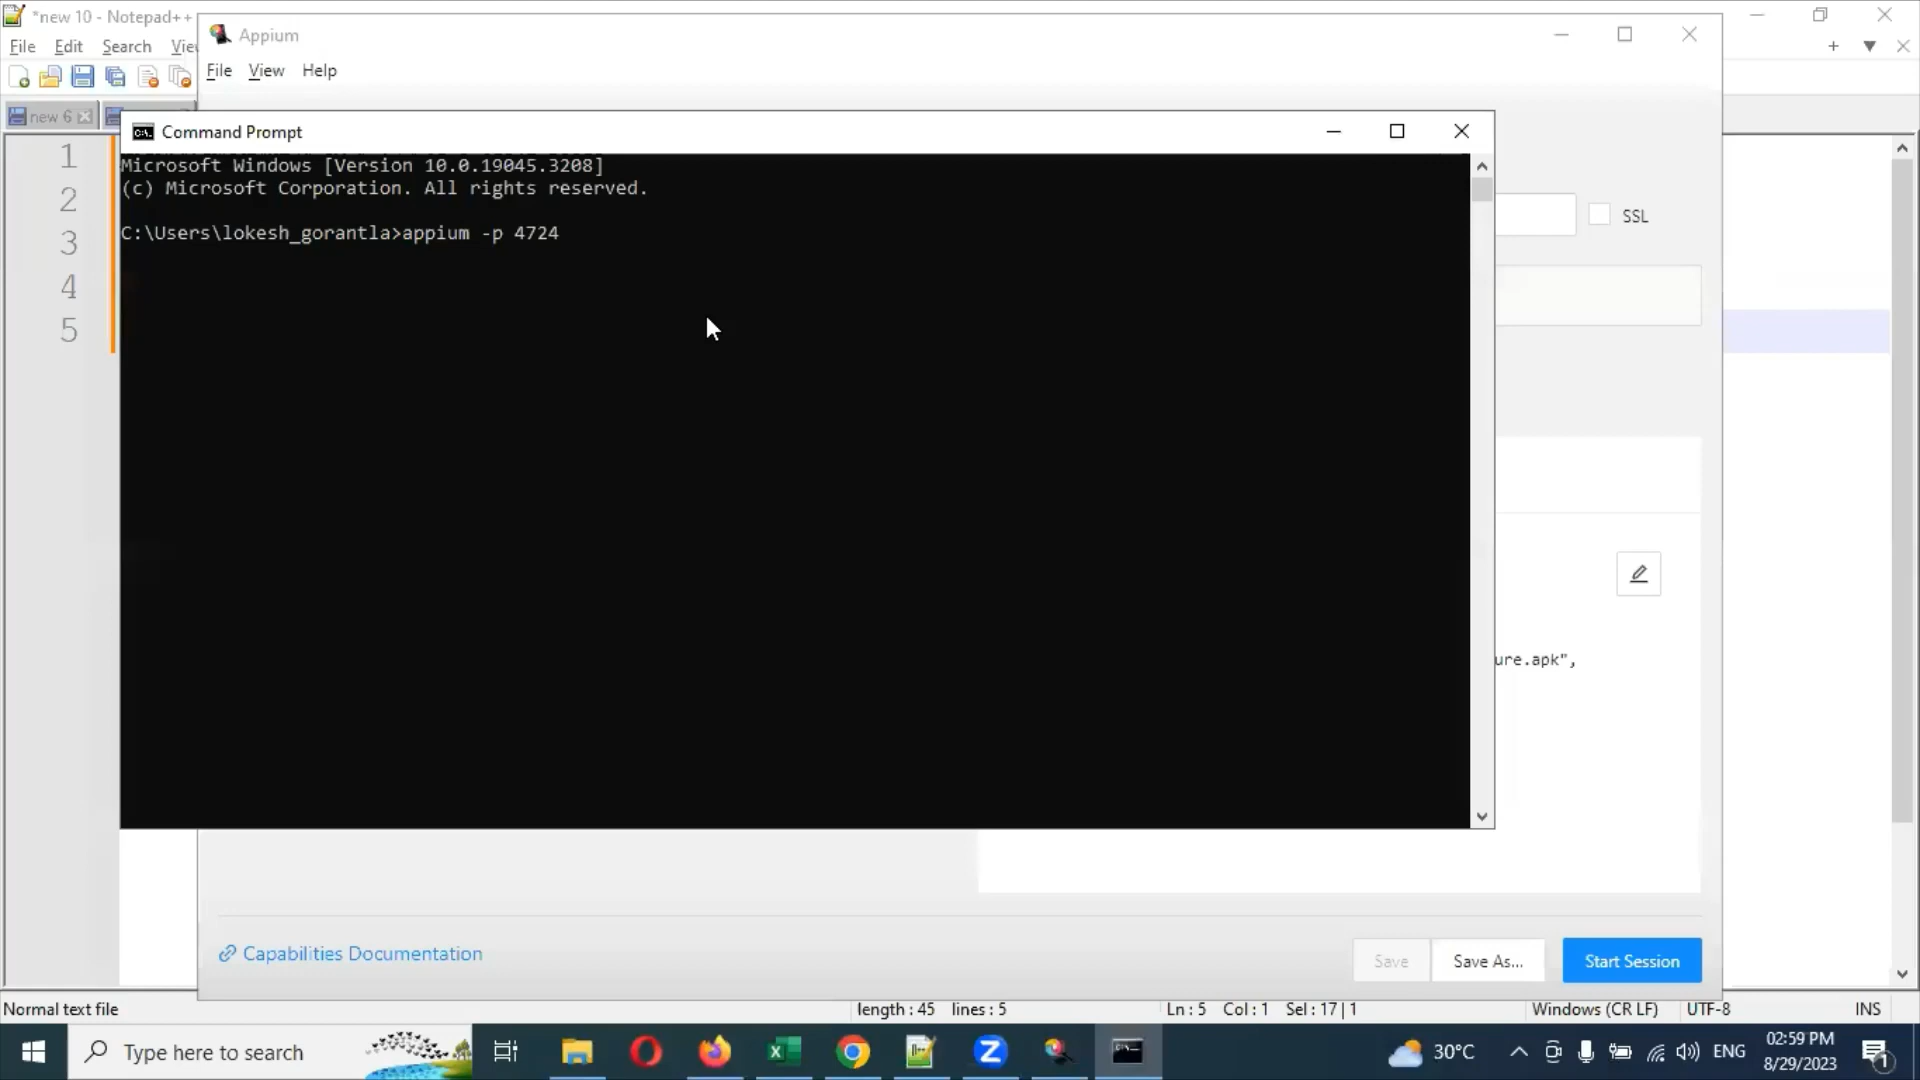 *new 10 - Notepad++
File Edit Search
Appium
File View Help
new 6
Command Prompt
Microsoft Windows [Version 10.0.19045.3208]
(c) Microsoft Corporation. All rights reserved.
C:\Users\lokesh_gorantla>appium -p 4724
1
2
3
4
5
SSL
ure.apk",
Capabilities Documentation
Save
Save As...
Start Session
Normal text file
length : 45 lines : 5
Ln : 5 Col : 1 Sel : 17 | 1
Windows (CR LF)
UTF-8
INS
Type here to search
30°C
ENG
02:59 PM
8/29/2023
1